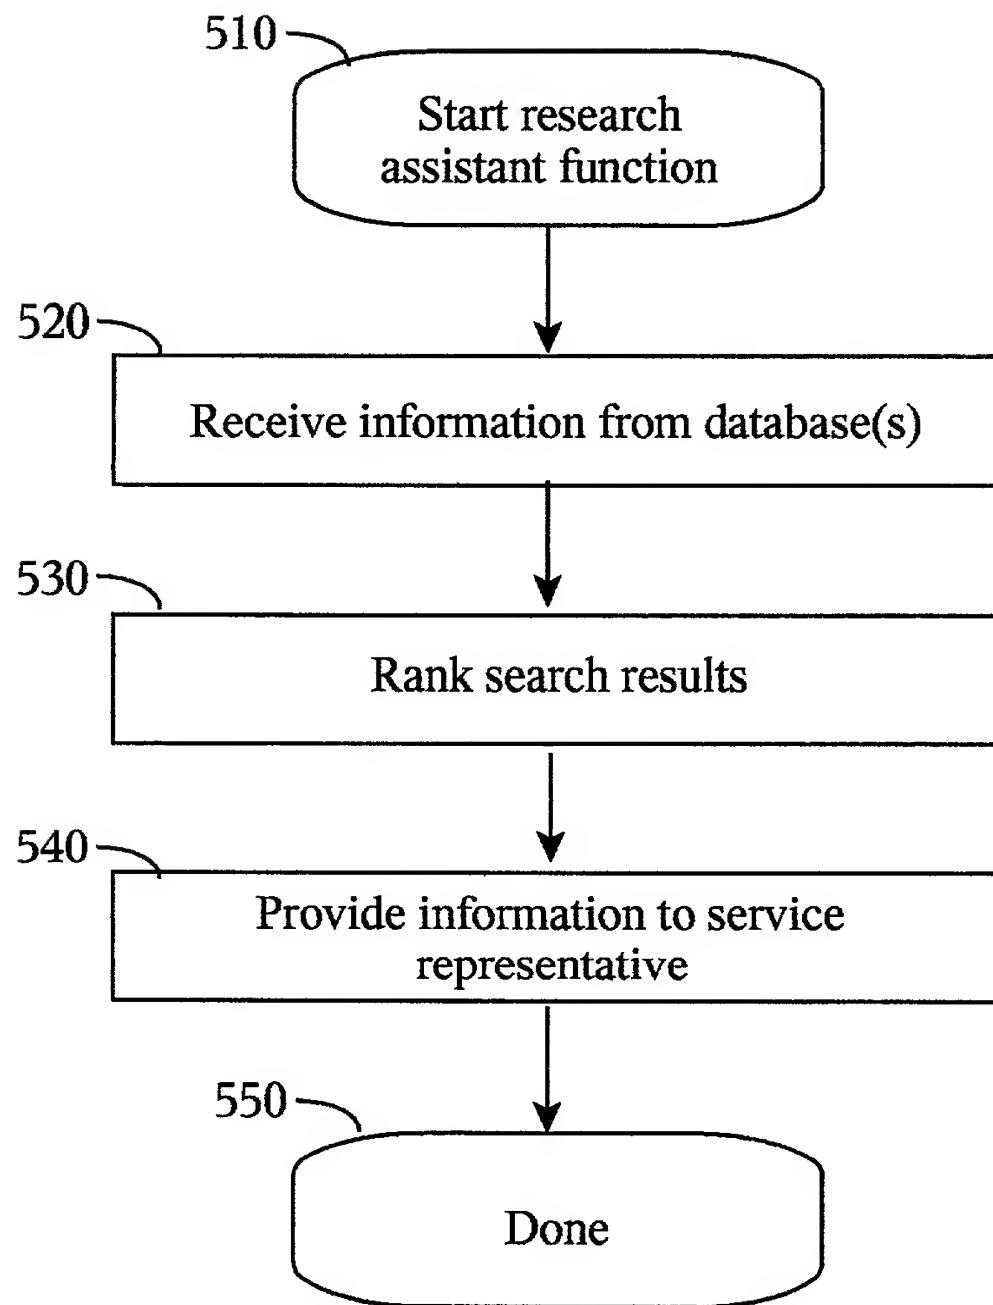 510
Start research
assistant function
520
Receive information from database(s)
530
Rank search results
540
Provide information to service
representative
550
Done